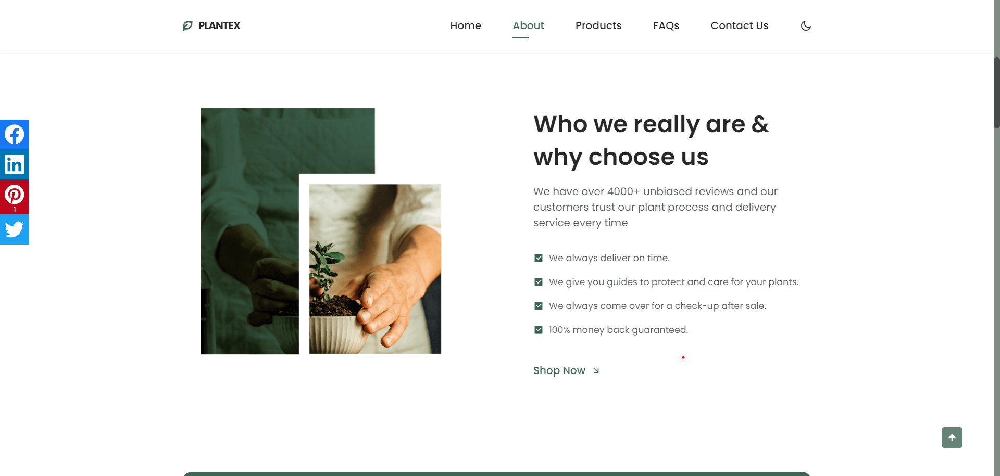 PLANTEX
Home
About
Products
FAQs
Contact Us
Who we really are &
why choose us
We have over 4000+ unbiased reviews and our
customers trust our plant process and delivery
service every time
We always deliver on time.
We give you guides to protect and care for your plants.
We always come over for a check-up after sale.
100% money back guaranteed.
Shop Now
in
1